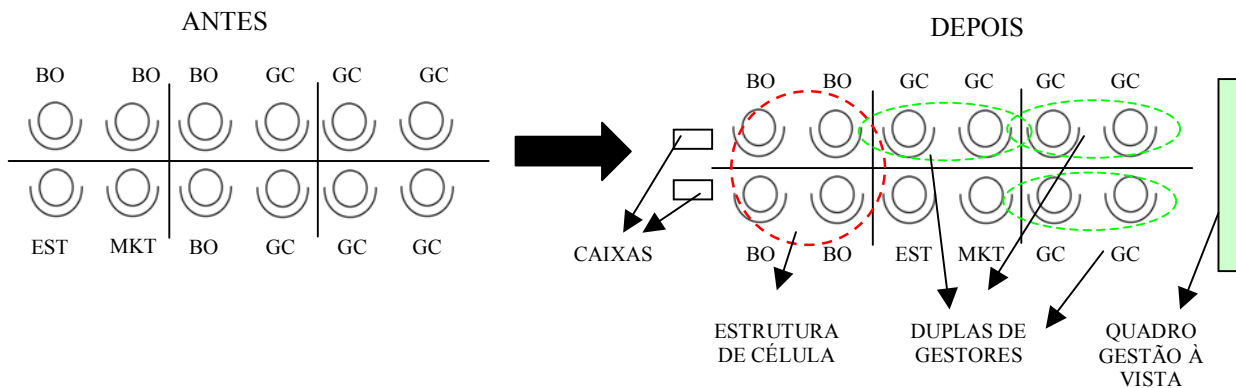 ANTES
BO BO BO GC GC GC
EST MKT BO GC GC GC
DEPOIS
BO BO GC GC GC GC
CAIXAS
BO BO EST MKT GC GC
ESTRUTURA
DE CÉLULA
DUPLAS DE
GESTORES
QUADRO
GESTÃO À
VISTA